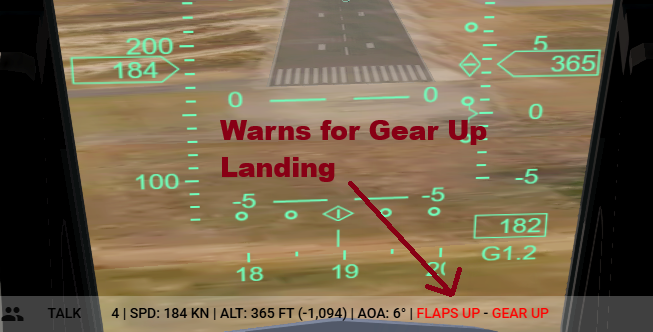 200
5
184
365
0
0
0
Warns for Gear Up
Landing
100
-5
-5
-5
182
G1.2
18
19
TALK
4 | SPD: 184 KN | ALT: 365 FT (-1,094) | AOA: 6° | FLAPS UP - GEAR UP